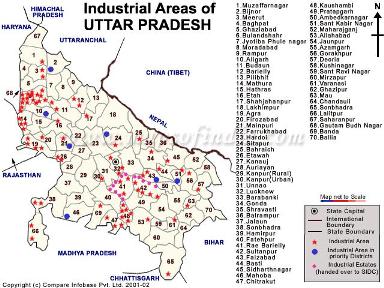 Industrial Areas of
UTTAR PRADESH
HIMACHAL
PRADESH
HARYANA
UTTARANCHAL
CHINA (TIBET)
NEPAL
RAJASTHAN
MADHYA PRADESH
CHHATTISGARH
BIHAR
1. Muzaffarnagar
2. Bijnor
3. Meerut
4. Baghpat
5. Ghaziabad
6. Bulandshahar
7. Jyotiba Phule nagar
8. Moradabad
9. Rampur
10. Aligarh
11. Budaun
12. Bareilly
13. Pilibhit
14. Mathura
15. Hathras
16. Etah
17. Shahjahanpur
18. Lakhimpur
19. Agra
20. Firozabad
21. Mainpuri
22. Farrukhabad
23. Hardoi
24. Sitapur
25. Bahraich
26. Etawah
27. Konauj
28. Auraiyan
29. Kanpur(Rural)
30. Kanpur(Urban)
31. Unnao
32. Lucknow
33. Barabanki
34. Gonda
35. Shravasti
36. Balrampur
37. Jalaun
38. Sonbhadra
39. Hamirpur
40. Fatehpur
41. Rae Barielly
42. Sultanpur
43. Faizabad
44. Basti
45. Sidharthnagar
46. Mahoba
47. Chitrakut
48. Kaushambi
49. Pratapgarh
50. Ambedkarnagar
51. Sant Kabir Nagar
52. Maharajganj
53. Allahabad
54. Jaunpur
55. Azamgarh
56. Gorakhpur
57. Deoria
58. Kushinagar
59. Sant Ravi Nagar
60. Mirzapur
61. Varanasi
62. Ghazipur
63. Mau
64. Chandauli
65. Sonbhadra
66. Lalitpur
67. Saharanpur
68. Gautam Budh Nagar
69. Banda
70. Ballia
Map not to Scale
State Capital
International
Boundary
State Boundary
Industrial Area
Industrial Area in
priority Districts
Industrial Estates
(handed over to SIDC)
Copyright (c) Compare Infobase Pvt. Ltd. 2001-02